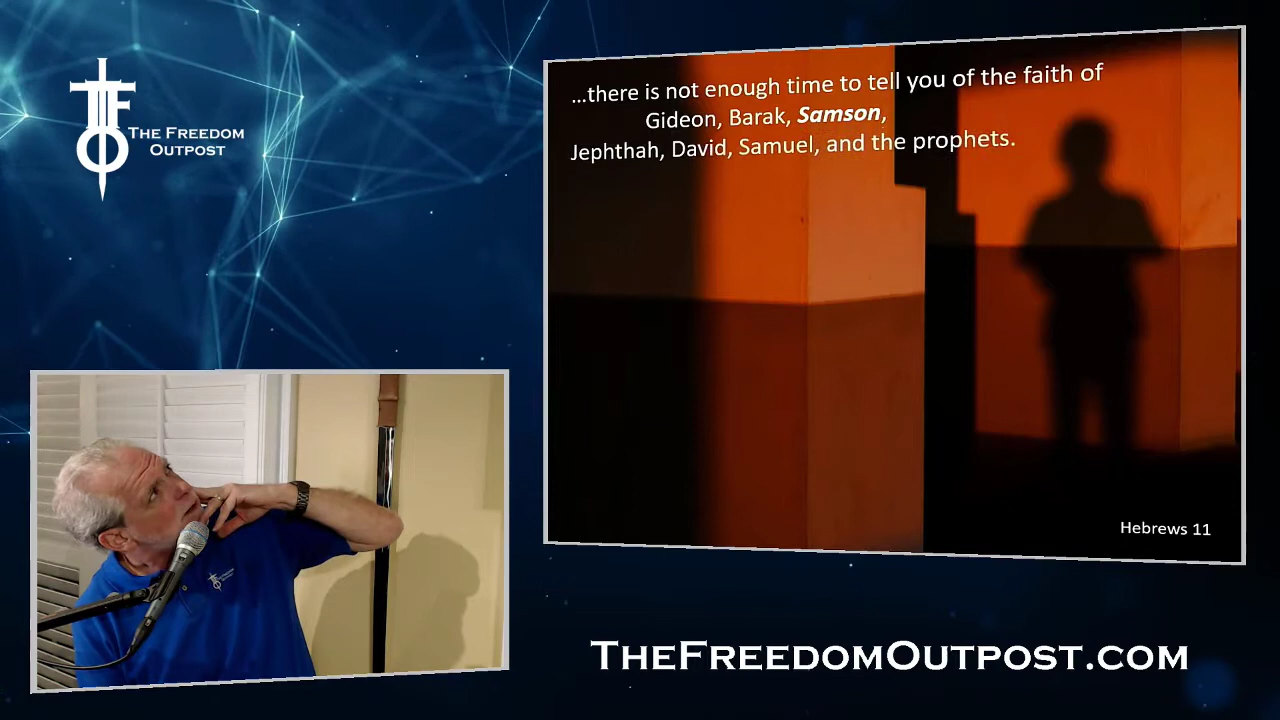 The Freedom
Outpost
…there is not enough time to tell you of the faith of
Gideon, Barak, Samson,
Jephthah, David, Samuel, and the prophets.
Hebrews 11
TheFreedomOutpost.com